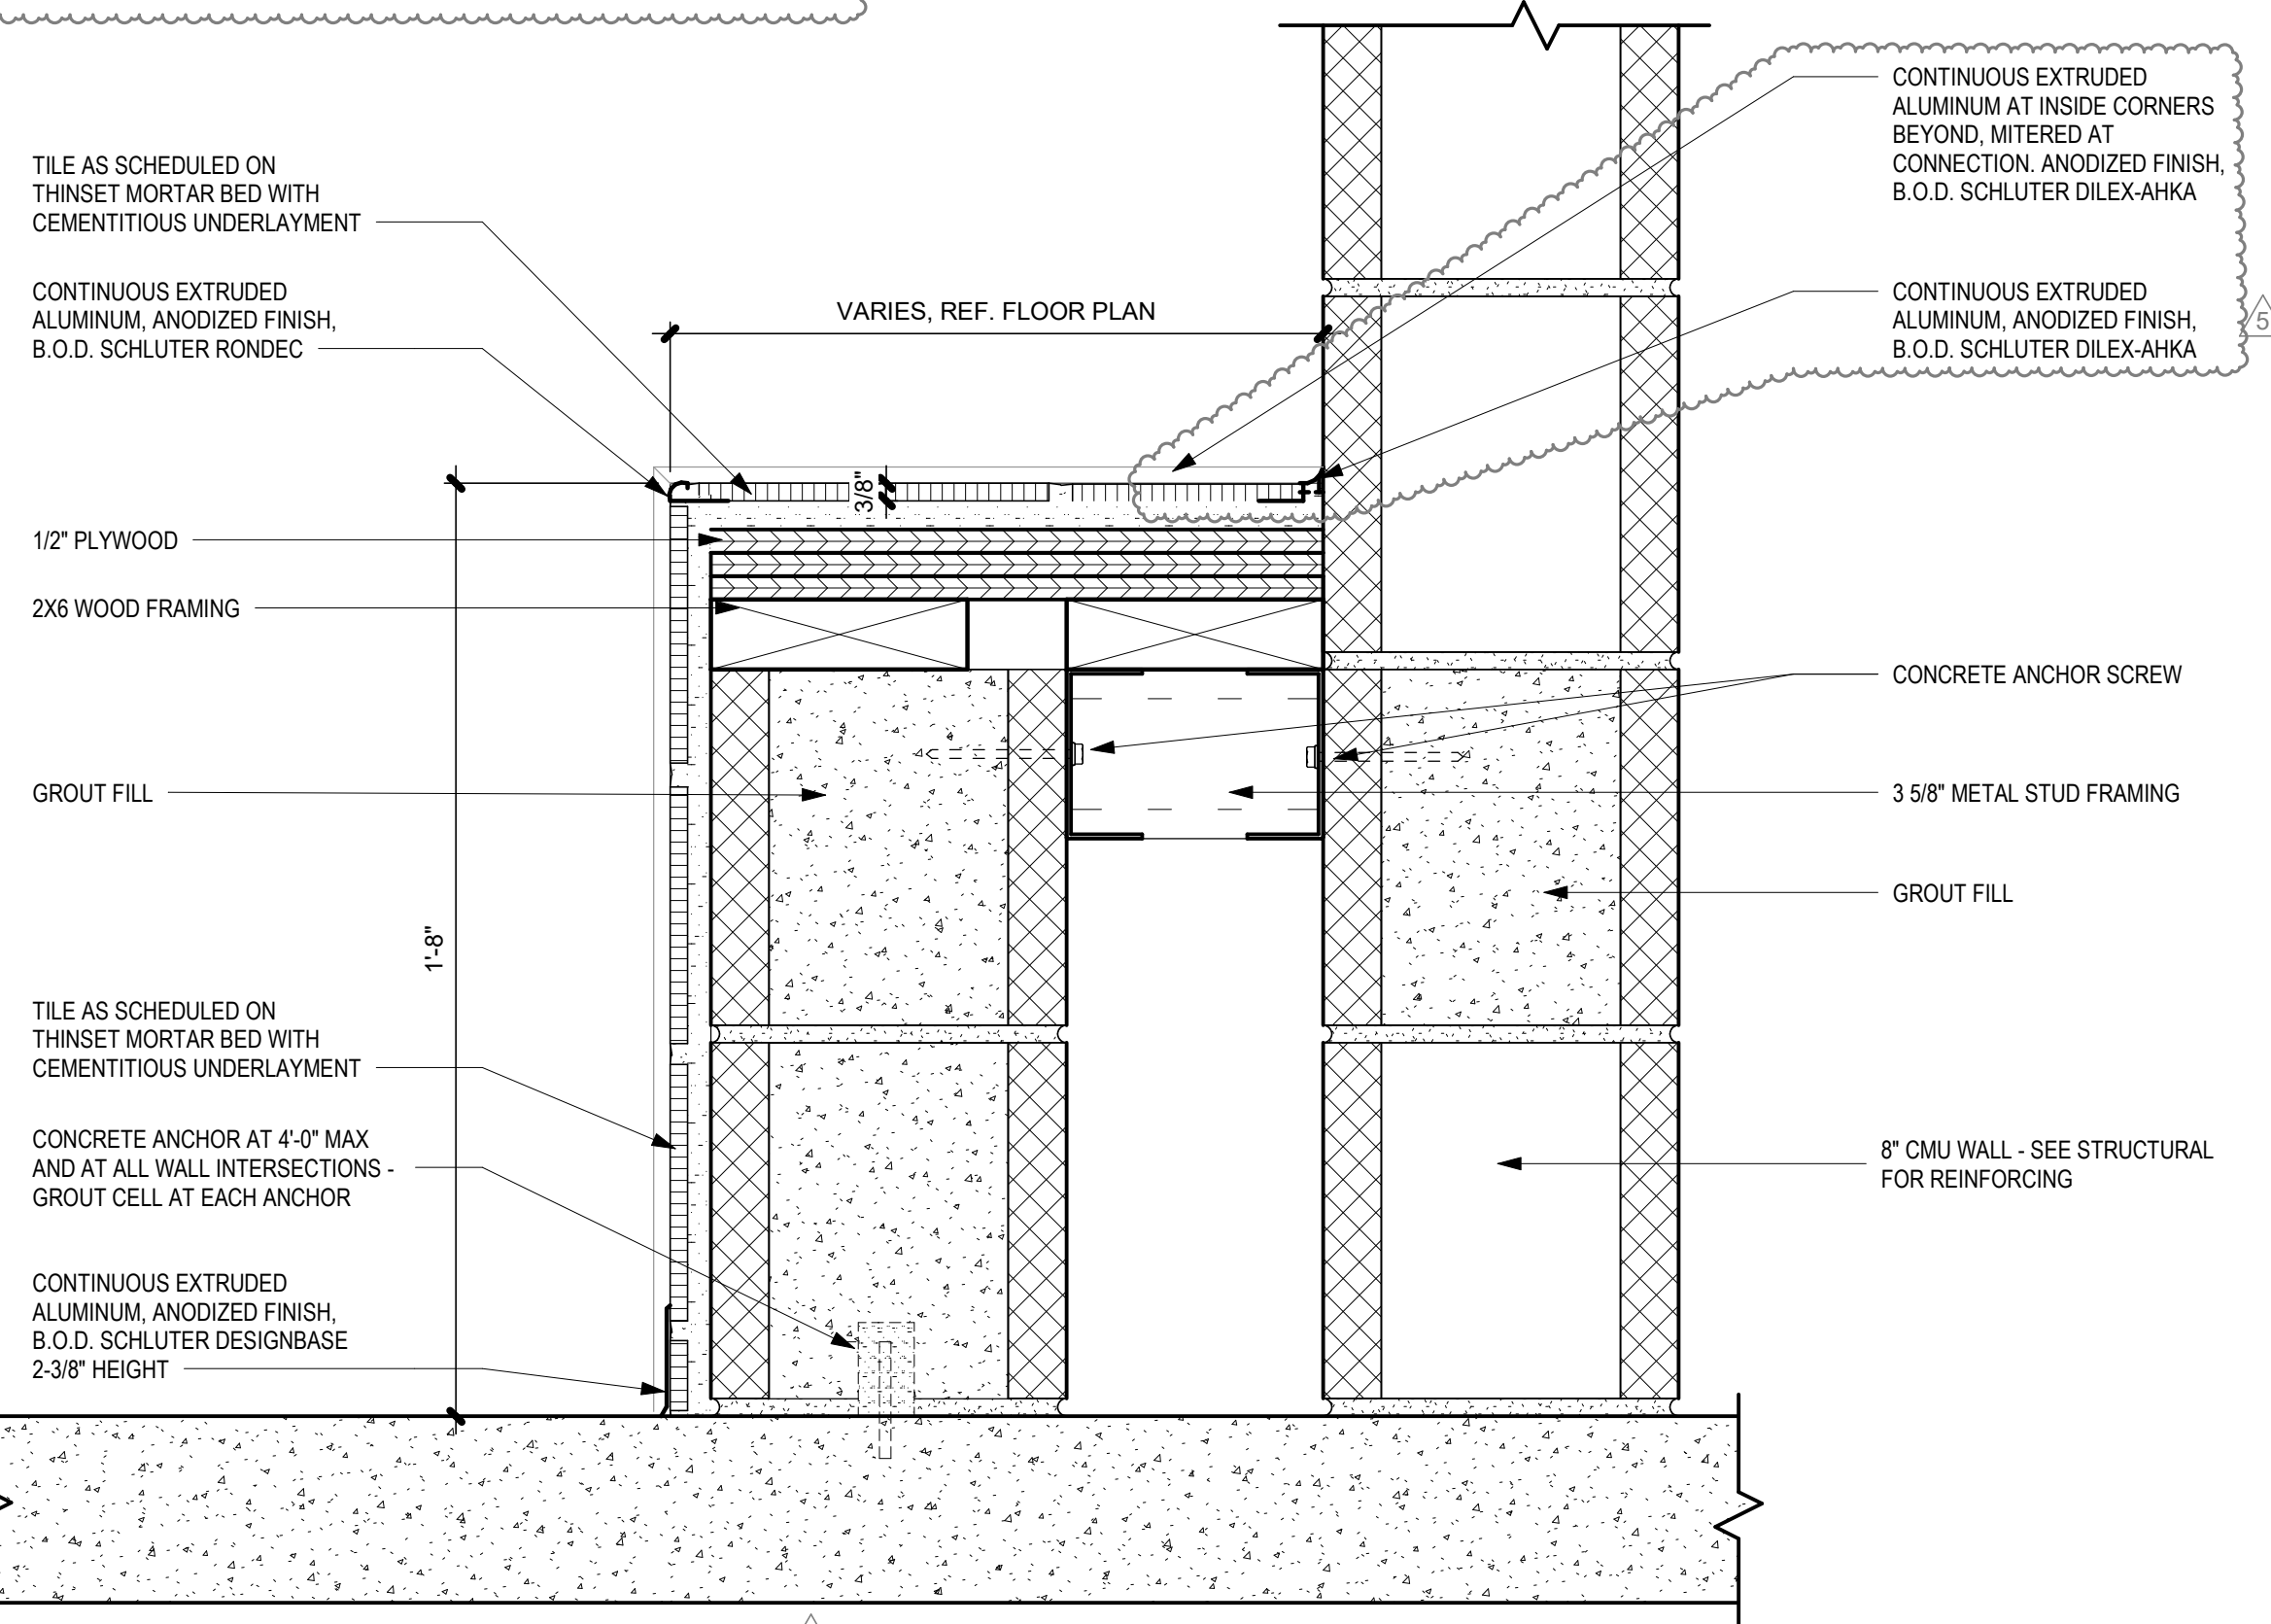 TILE AS SCHEDULED ON
THINSET MORTAR BED WITH
CEMENTITIOUS UNDERLAYMENT
CONTINUOUS EXTRUDED
ALUMINUM, ANODIZED FINISH,
B.O.D. SCHLUTER RONDEC
1/2" PLYWOOD
2X6 WOOD FRAMING
GROUT FILL
TILE AS SCHEDULED ON
THINSET MORTAR BED WITH
CEMENTITIOUS UNDERLAYMENT
CONCRETE ANCHOR AT 4'-0" MAX
AND AT ALL WALL INTERSECTIONS -
GROUT CELL AT EACH ANCHOR
CONTINUOUS EXTRUDED
ALUMINUM, ANODIZED FINISH,
B.O.D. SCHLUTER DESIGNBASE
2-3/8" HEIGHT
1'-8"
VARIES, REF. FLOOR PLAN
3/8"
CONTINUOUS EXTRUDED
ALUMINUM AT INSIDE CORNERS
BEYOND, MITERED AT
CONNECTION. ANODIZED FINISH,
B.O.D. SCHLUTER DILEX-AHKA
CONTINUOUS EXTRUDED
ALUMINUM, ANODIZED FINISH,
B.O.D. SCHLUTER DILEX-AHKA
5
CONCRETE ANCHOR SCREW
3 5/8" METAL STUD FRAMING
GROUT FILL
8" CMU WALL - SEE STRUCTURAL
FOR REINFORCING